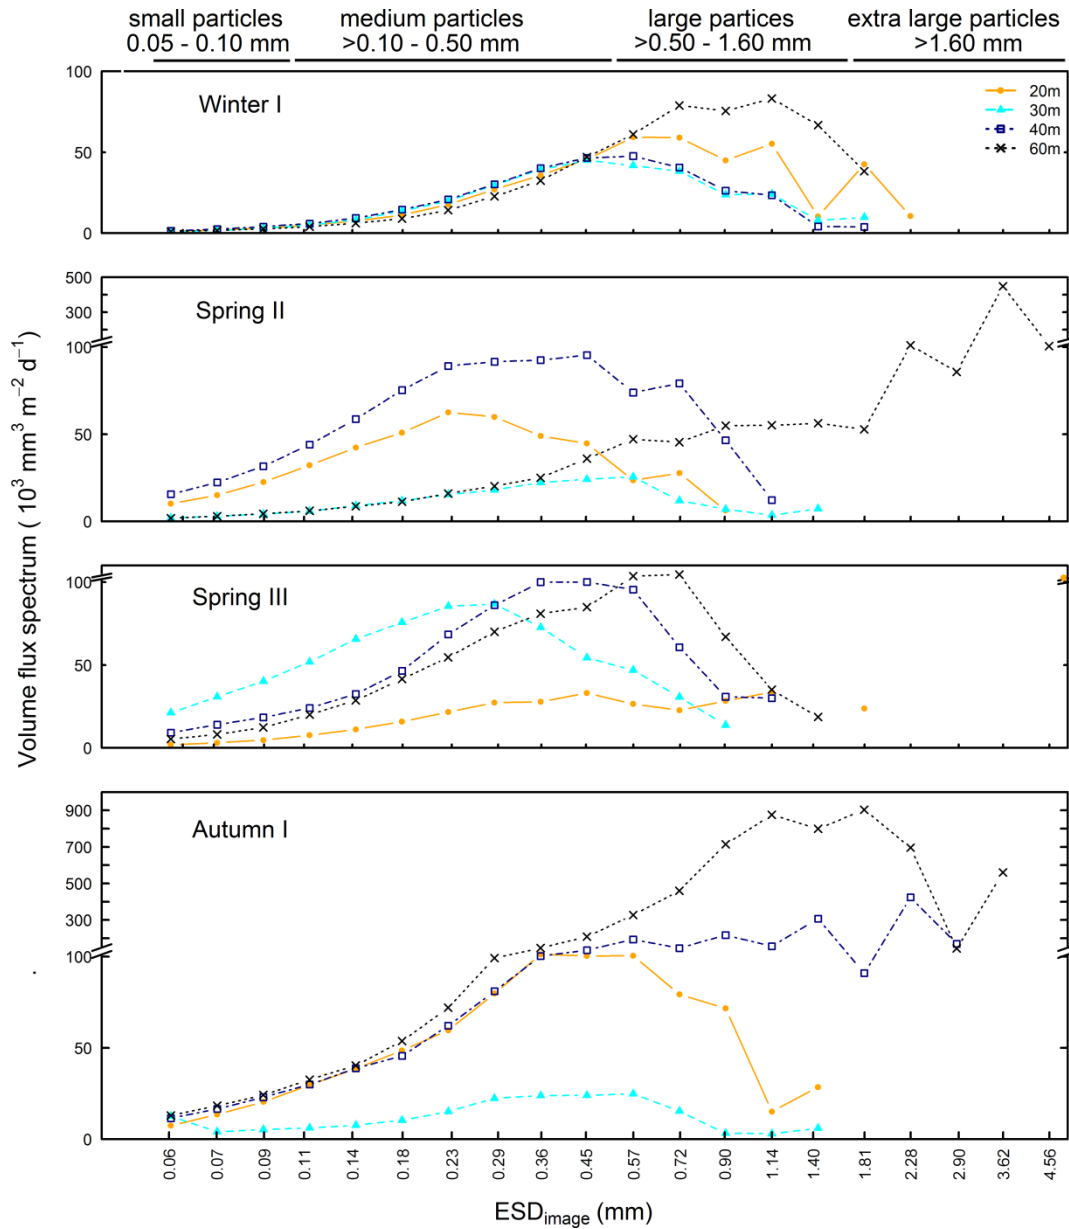 small particles medium particles large particles extra large particles
0.05 - 0.10 mm >0.10 - 0.50 mm >0.50 - 1.60 mm >1.60 mm
Winter I
20m
30m
40m
60m
100
50
0
Spring II
500
300
100
50
0
Spring III
100
50
0
Autumn I
900
700
500
300
100
50
0
Volume flux spectrum ( 10³ mm³ m⁻² d⁻¹)
0.06 0.07 0.09 0.11 0.14 0.18 0.23 0.29 0.36 0.45 0.57 0.72 0.90 1.14 1.40 1.81 2.28 2.90 3.62 4.56
ESDimage (mm)